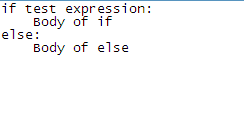 if test expression:
    Body of if
else:
    Body of else